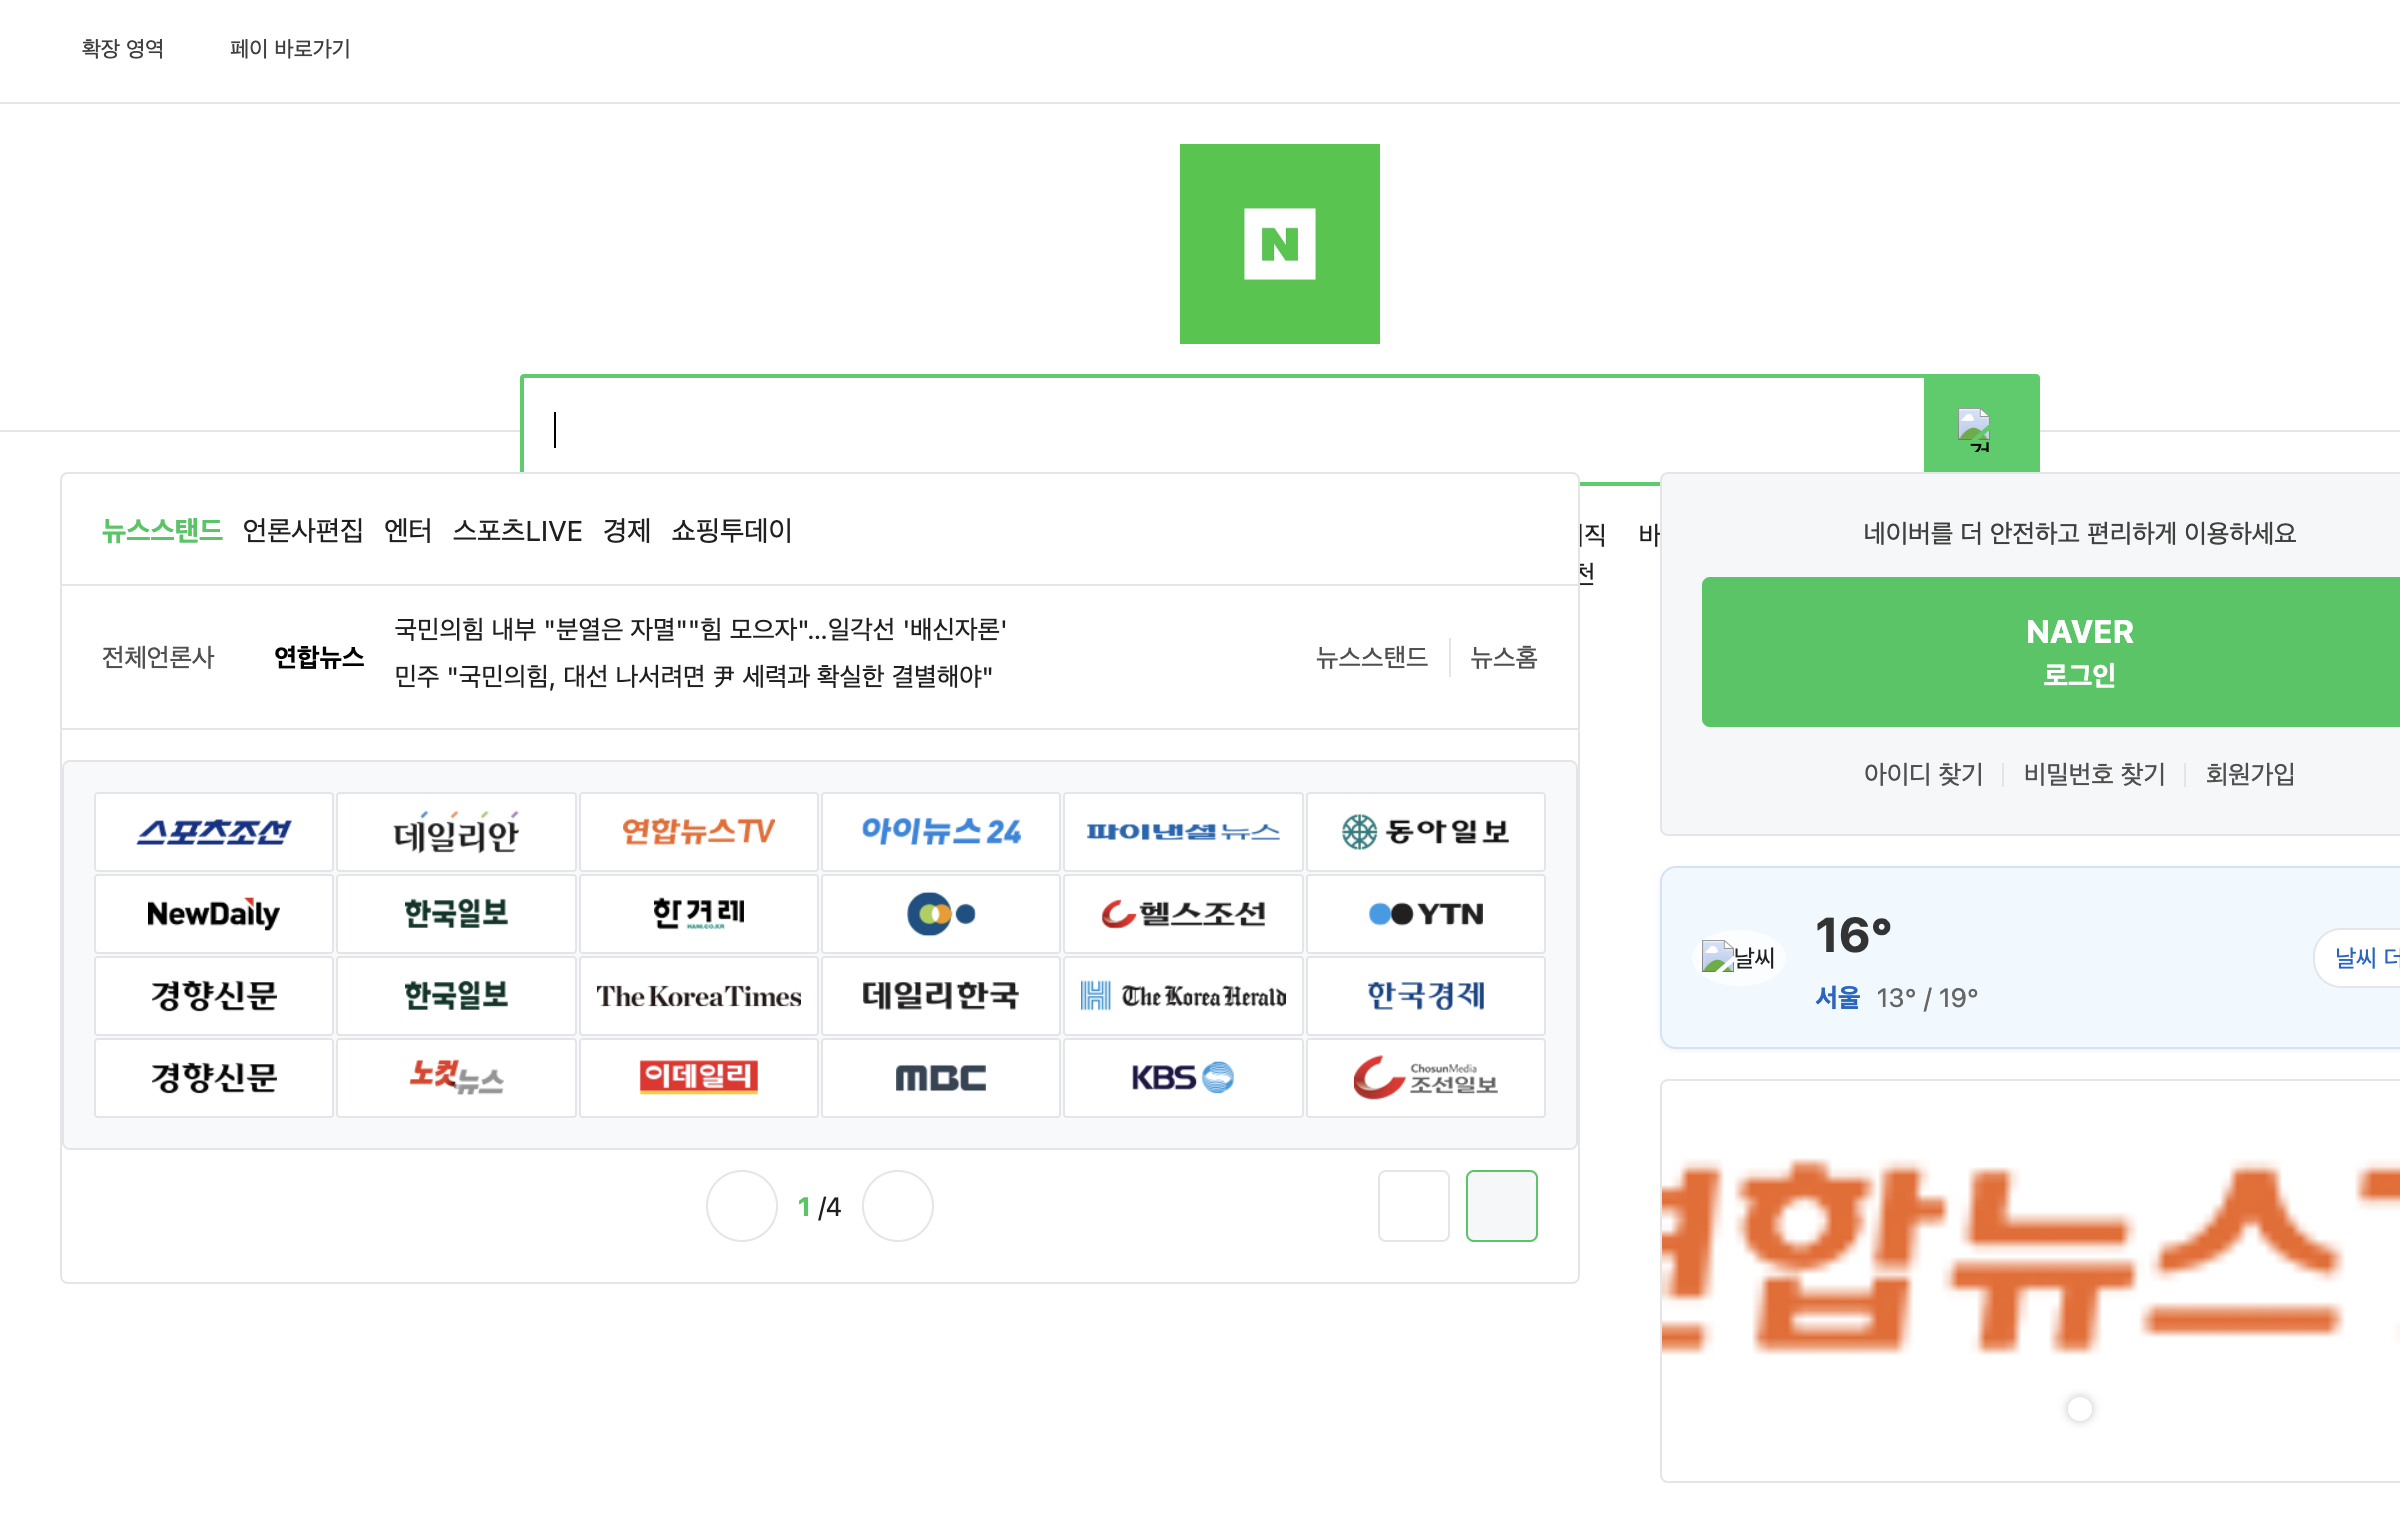 확장 영역 페이 바로가기
N
뉴스스탠드 언론사편집 엔터 스포츠LIVE 경제 쇼핑투데이
전체언론사 연합뉴스
국민의힘 내부 "분열은 자멸""힘 모으자"...일각선 '배신자론'
민주 "국민의힘, 대선 나서려면 尹 세력과 확실한 결별해야"
뉴스스탠드 뉴스홈
스포츠조선 데일리안 연합뉴스TV 아이뉴스24 파이낸셜뉴스 동아일보
NewDaily 한국일보 한겨레 HANI.CO.KR 헬스조선 YTN
경향신문 한국일보 The Korea Times 데일리한국 The Korea Herald 한국경제
경향신문 노컷뉴스 이데일리 MBC KBS ChosunMedia 조선일보
1 /4
네이버를 더 안전하고 편리하게 이용하세요
NAVER
로그인
아이디 찾기 비밀번호 찾기 회원가입
날씨
16°
서울 13° / 19°
날씨
합뉴스